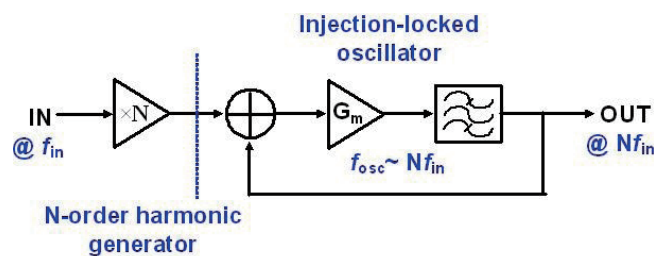 Injection-locked
oscillator
IN
@ fin
×N
Gm
OUT
@ Nfin
fosc~ Nfin
N-order harmonic
generator